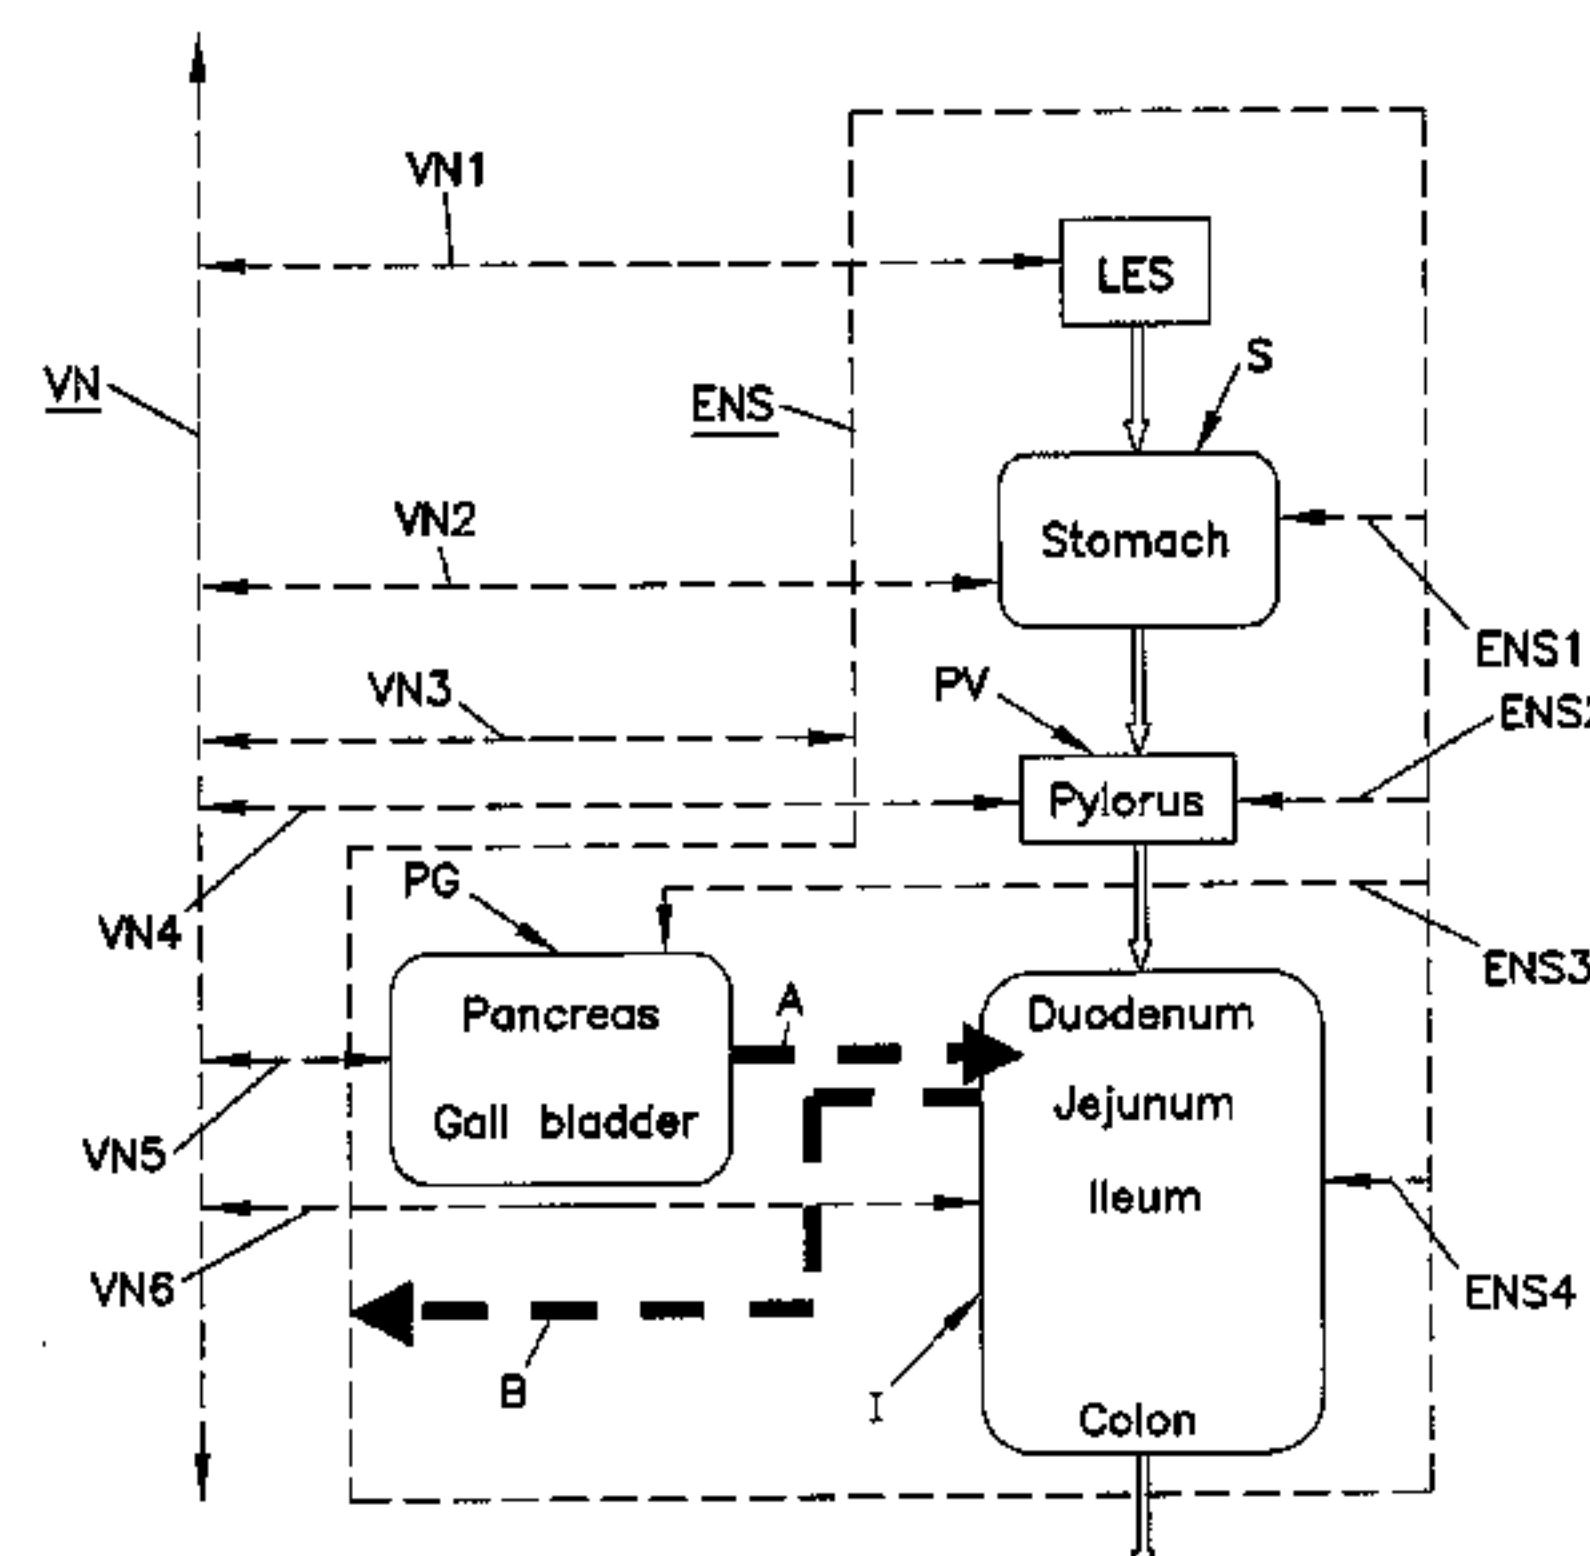 VN1
LES
S
VN
ENS
VN2
Stomach
ENS1
VN3
PV
ENS2
Pylorus
PG
VN4
ENS3
A
Pancreas
Duodenum
Jejunum
Gall bladder
VN5
Ileum
VN6
ENS4
B
I
Colon